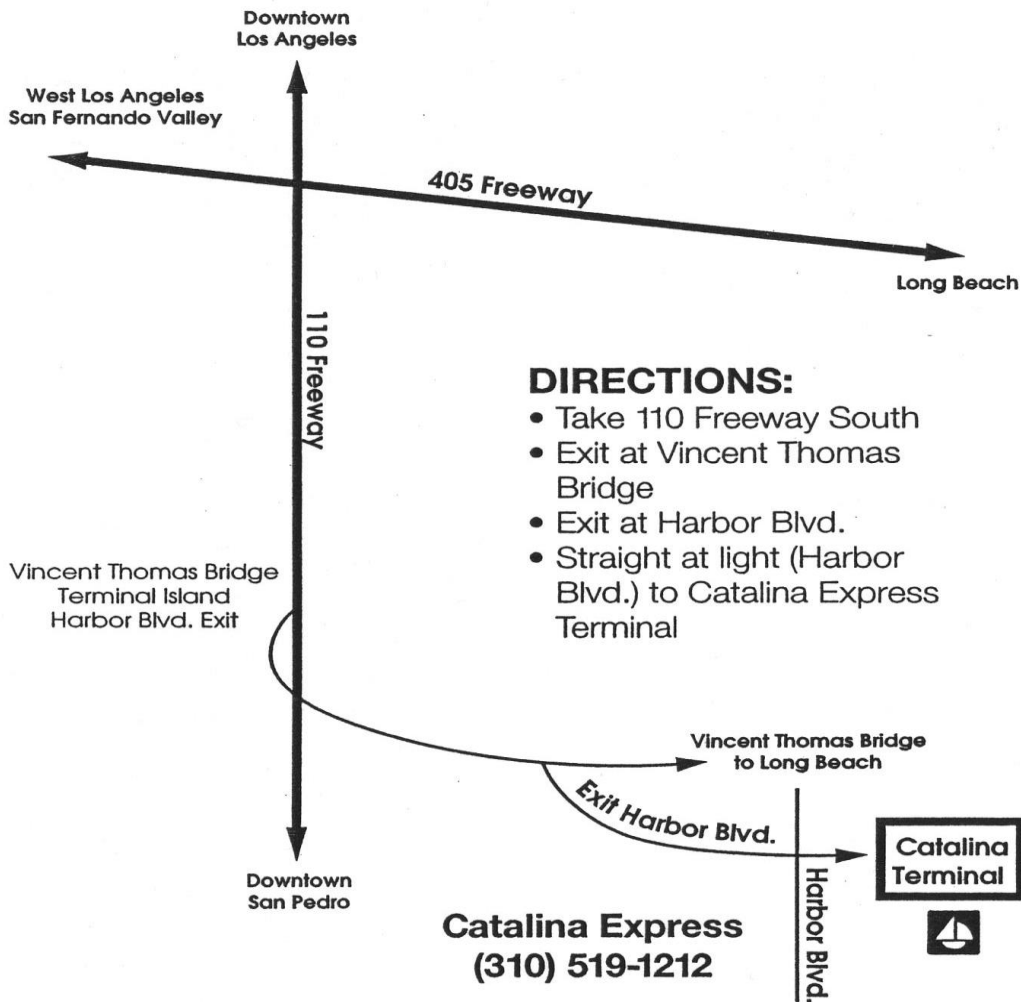 Downtown
Los Angeles
West Los Angeles
San Fernando Valley
405 Freeway
Long Beach
110 Freeway
DIRECTIONS:
• Take 110 Freeway South
• Exit at Vincent Thomas
Bridge
• Exit at Harbor Blvd.
• Straight at light (Harbor
Blvd.) to Catalina Express
Terminal
Vincent Thomas Bridge
Terminal Island
Harbor Blvd. Exit
Vincent Thomas Bridge
to Long Beach
Exit Harbor Blvd.
Catalina
Terminal
Harbor Blvd.
Downtown
San Pedro
Catalina Express
(310) 519-1212